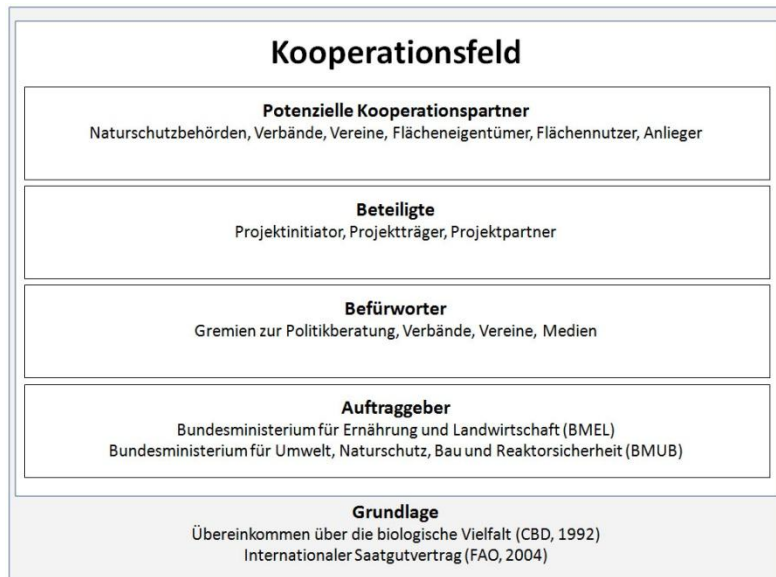 Kooperationsfeld
Potenzielle Kooperationspartner
Naturschutzbehörden, Verbände, Vereine, Flächeneigentümer, Flächennutzer, Anlieger
Beteiligte
Projektinitiator, Projektträger, Projektpartner
Befürworter
Gremien zur Politikberatung, Verbände, Vereine, Medien
Auftraggeber
Bundesministerium für Ernährung und Landwirtschaft (BMEL)
Bundesministerium für Umwelt, Naturschutz, Bau und Reaktorsicherheit (BMUB)
Grundlage
Übereinkommen über die biologische Vielfalt (CBD, 1992)
Internationaler Saatgutvertrag (FAO, 2004)